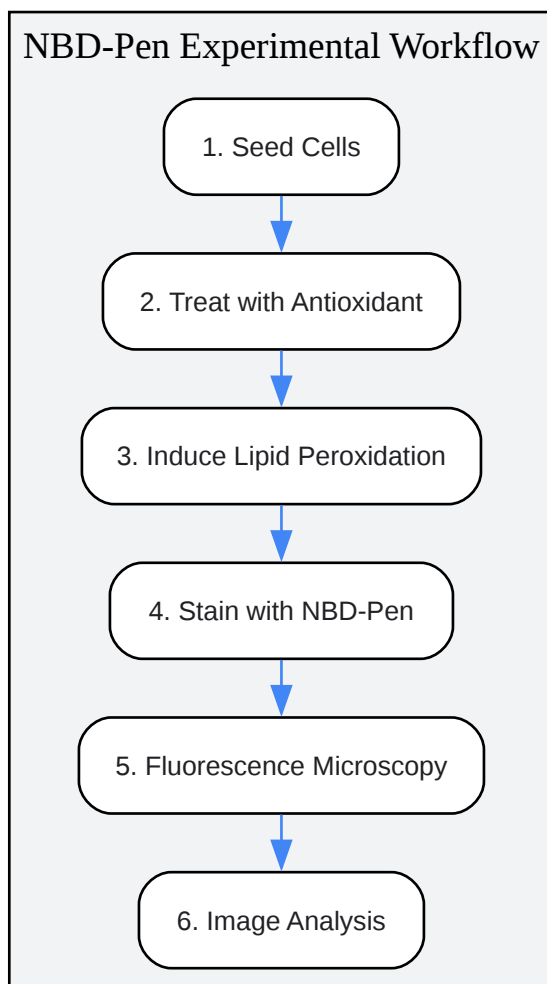 NBD-Pen Experimental Workflow
1. Seed Cells
2. Treat with Antioxidant
3. Induce Lipid Peroxidation
4. Stain with NBD-Pen
5. Fluorescence Microscopy
6. Image Analysis